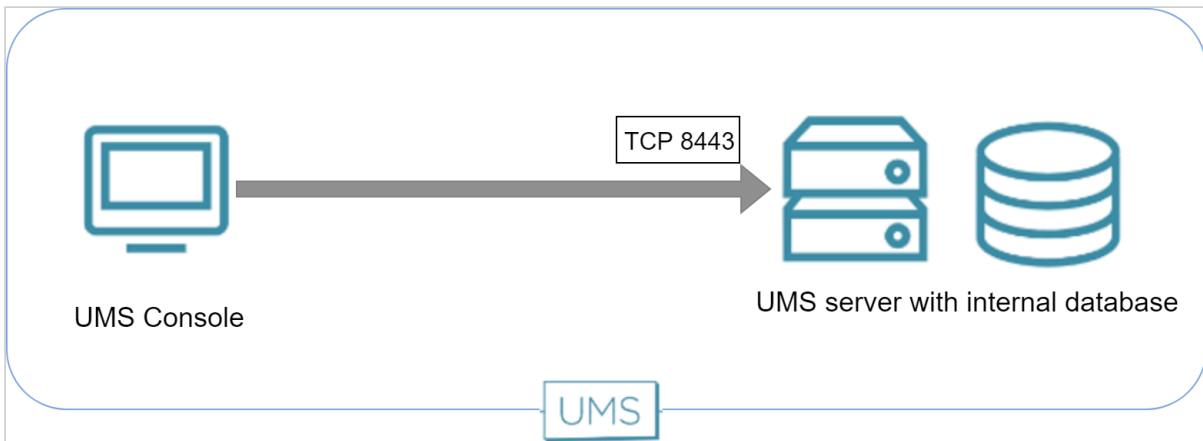 TCP 8443
UMS Console
UMS server with internal database
UMS